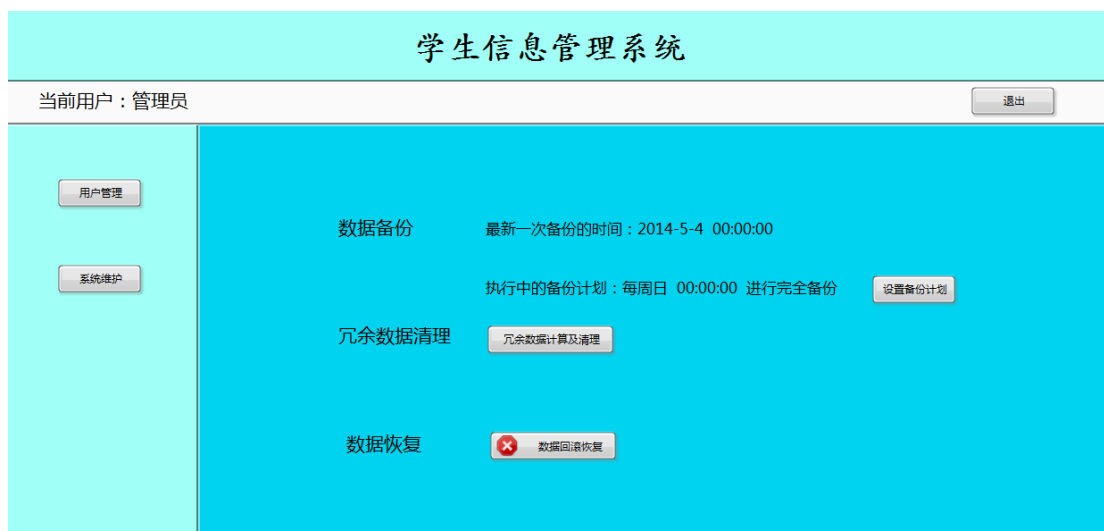 学生信息管理系统
当前用户：管理员
退出
用户管理
系统维护
数据备份
最新一次备份的时间：2014-5-4 00:00:00
执行中的备份计划：每周日 00:00:00 进行完全备份
设置备份计划
冗余数据清理
冗余数据计算及清理
数据恢复
数据回滚恢复